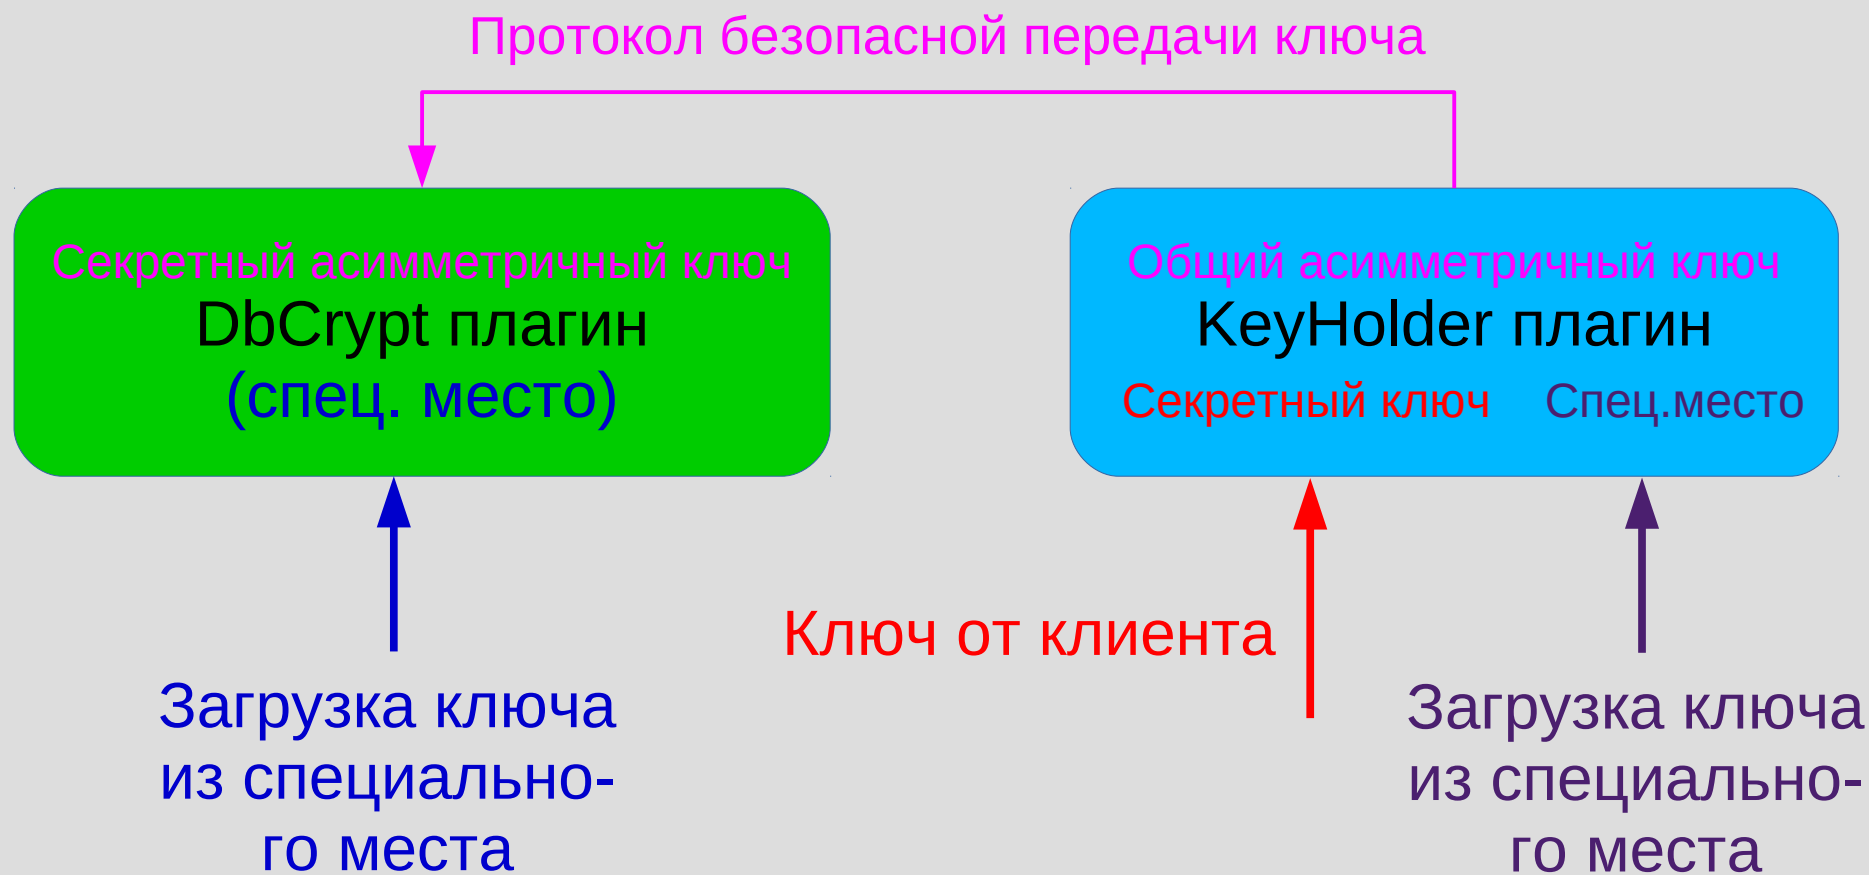 Протокол безопасной передачи ключа
Секретный асимметричный ключ
DbCrypt плагин
(спец. место)
Общий асимметричный ключ
KeyHolder плагин
Секретный ключ Спец.место
Ключ от клиента
Загрузка ключа
из специально-
го места
Загрузка ключа
из специально-
го места